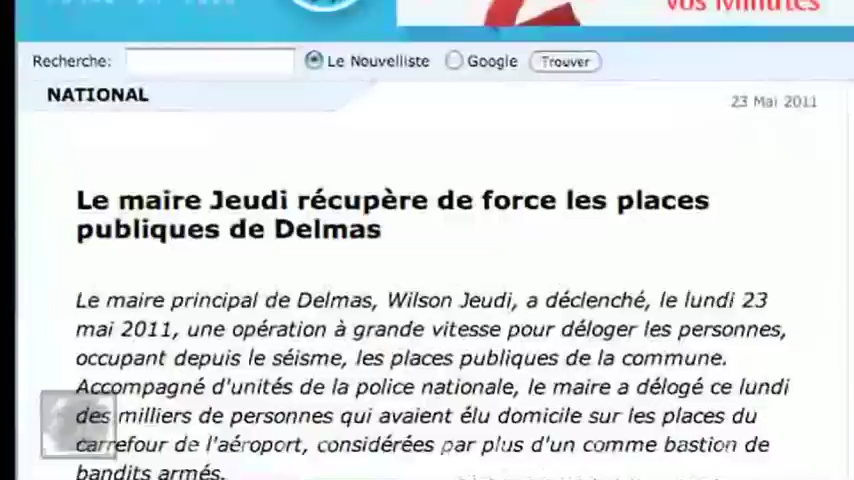 vos Minutes
Recherche: Le Nouvelliste Google Trouver
NATIONAL
23 Mai 2011
Le maire Jeudi récupère de force les places
publiques de Delmas
Le maire principal de Delmas, Wilson Jeudi, a déclenché, le lundi 23
mai 2011, une opération à grande vitesse pour déloger les personnes,
occupant depuis le séisme, les places publiques de la commune.
Accompagné d'unités de la police nationale, le maire a délogé ce lundi
des milliers de personnes qui avaient élu domicile sur les places du
carrefour de l'aéroport, considérées par plus d'un comme bastion de
bandits armés.